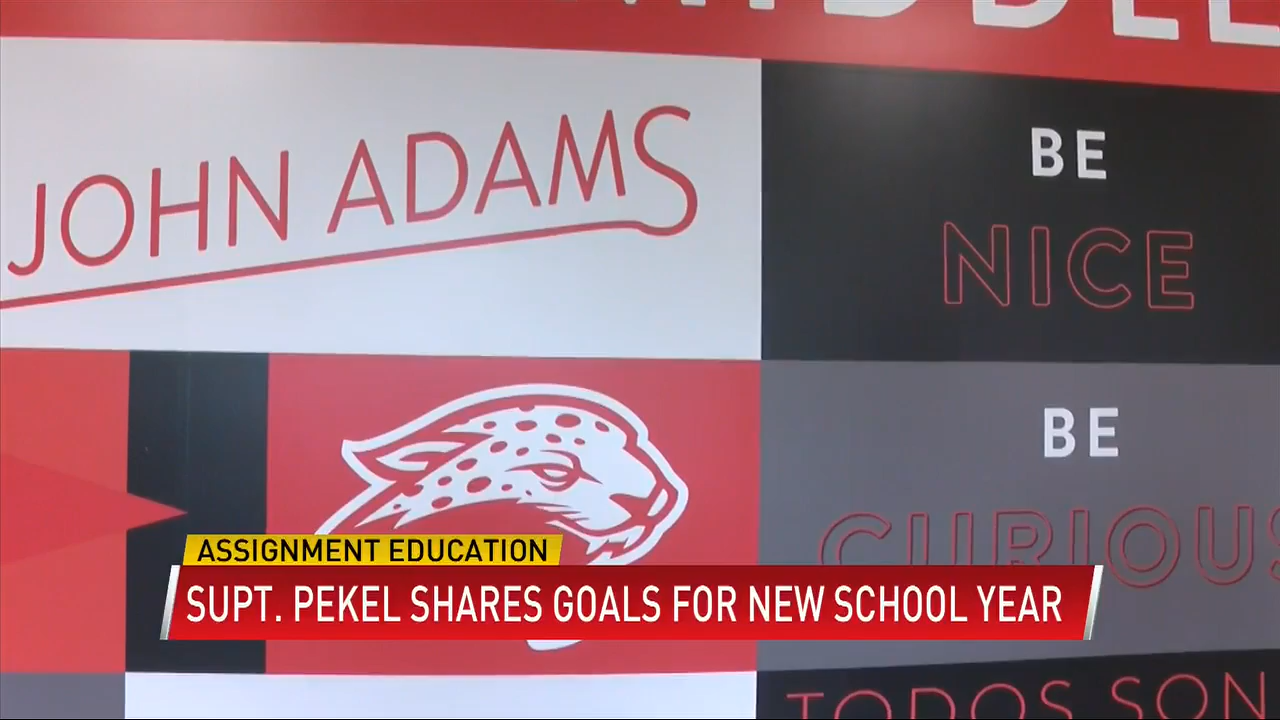 JOHN ADAMS
BE
NICE
BE
CURIOUS
TODOS SON
ASSIGNMENT EDUCATION
SUPT. PEKEL SHARES GOALS FOR NEW SCHOOL YEAR